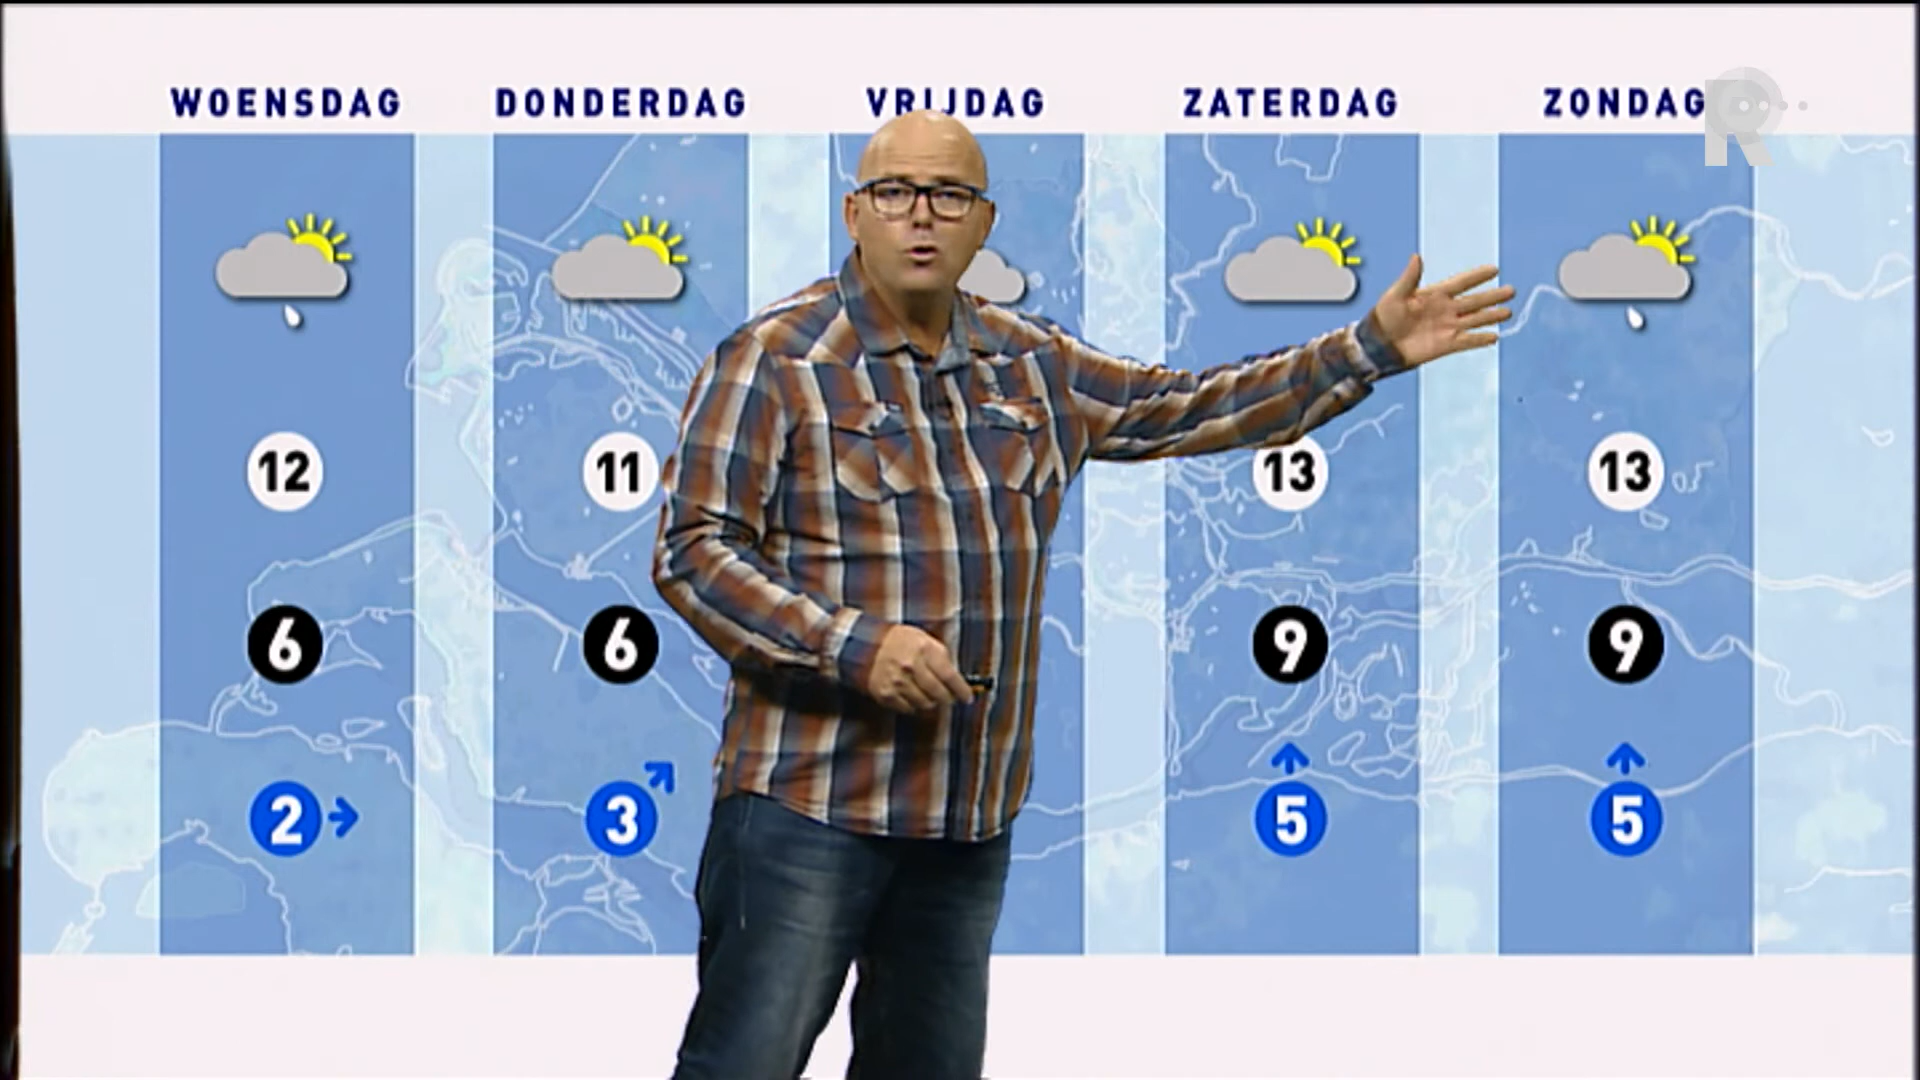 WOENSDAG DONDERDAG VRIJDAG ZATERDAG ZONDAG
R
12 11 13 13
6 6 9 9
2 3 5 5